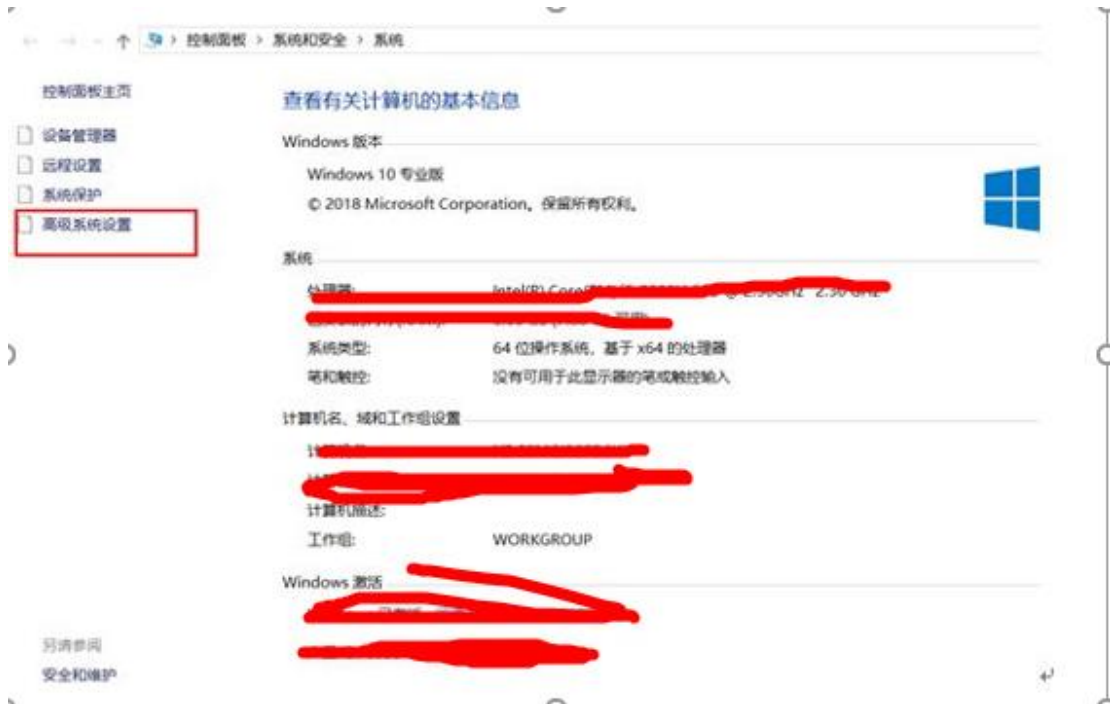 控制面板 > 系统和安全 > 系统
控制面板主页
设备管理器
远程设置
系统保护
高级系统设置
查看有关计算机的基本信息
Windows 版本
Windows 10 专业版
© 2018 Microsoft Corporation。保留所有权利。
系统
处理器: Intel(R) Core
系统类型: 64 位操作系统，基于 x64 的处理器
笔和触控: 没有可用于此显示器的笔或触控输入
计算机名、域和工作组设置
计算机描述:
工作组: WORKGROUP
Windows 激活
另请参阅
安全和维护